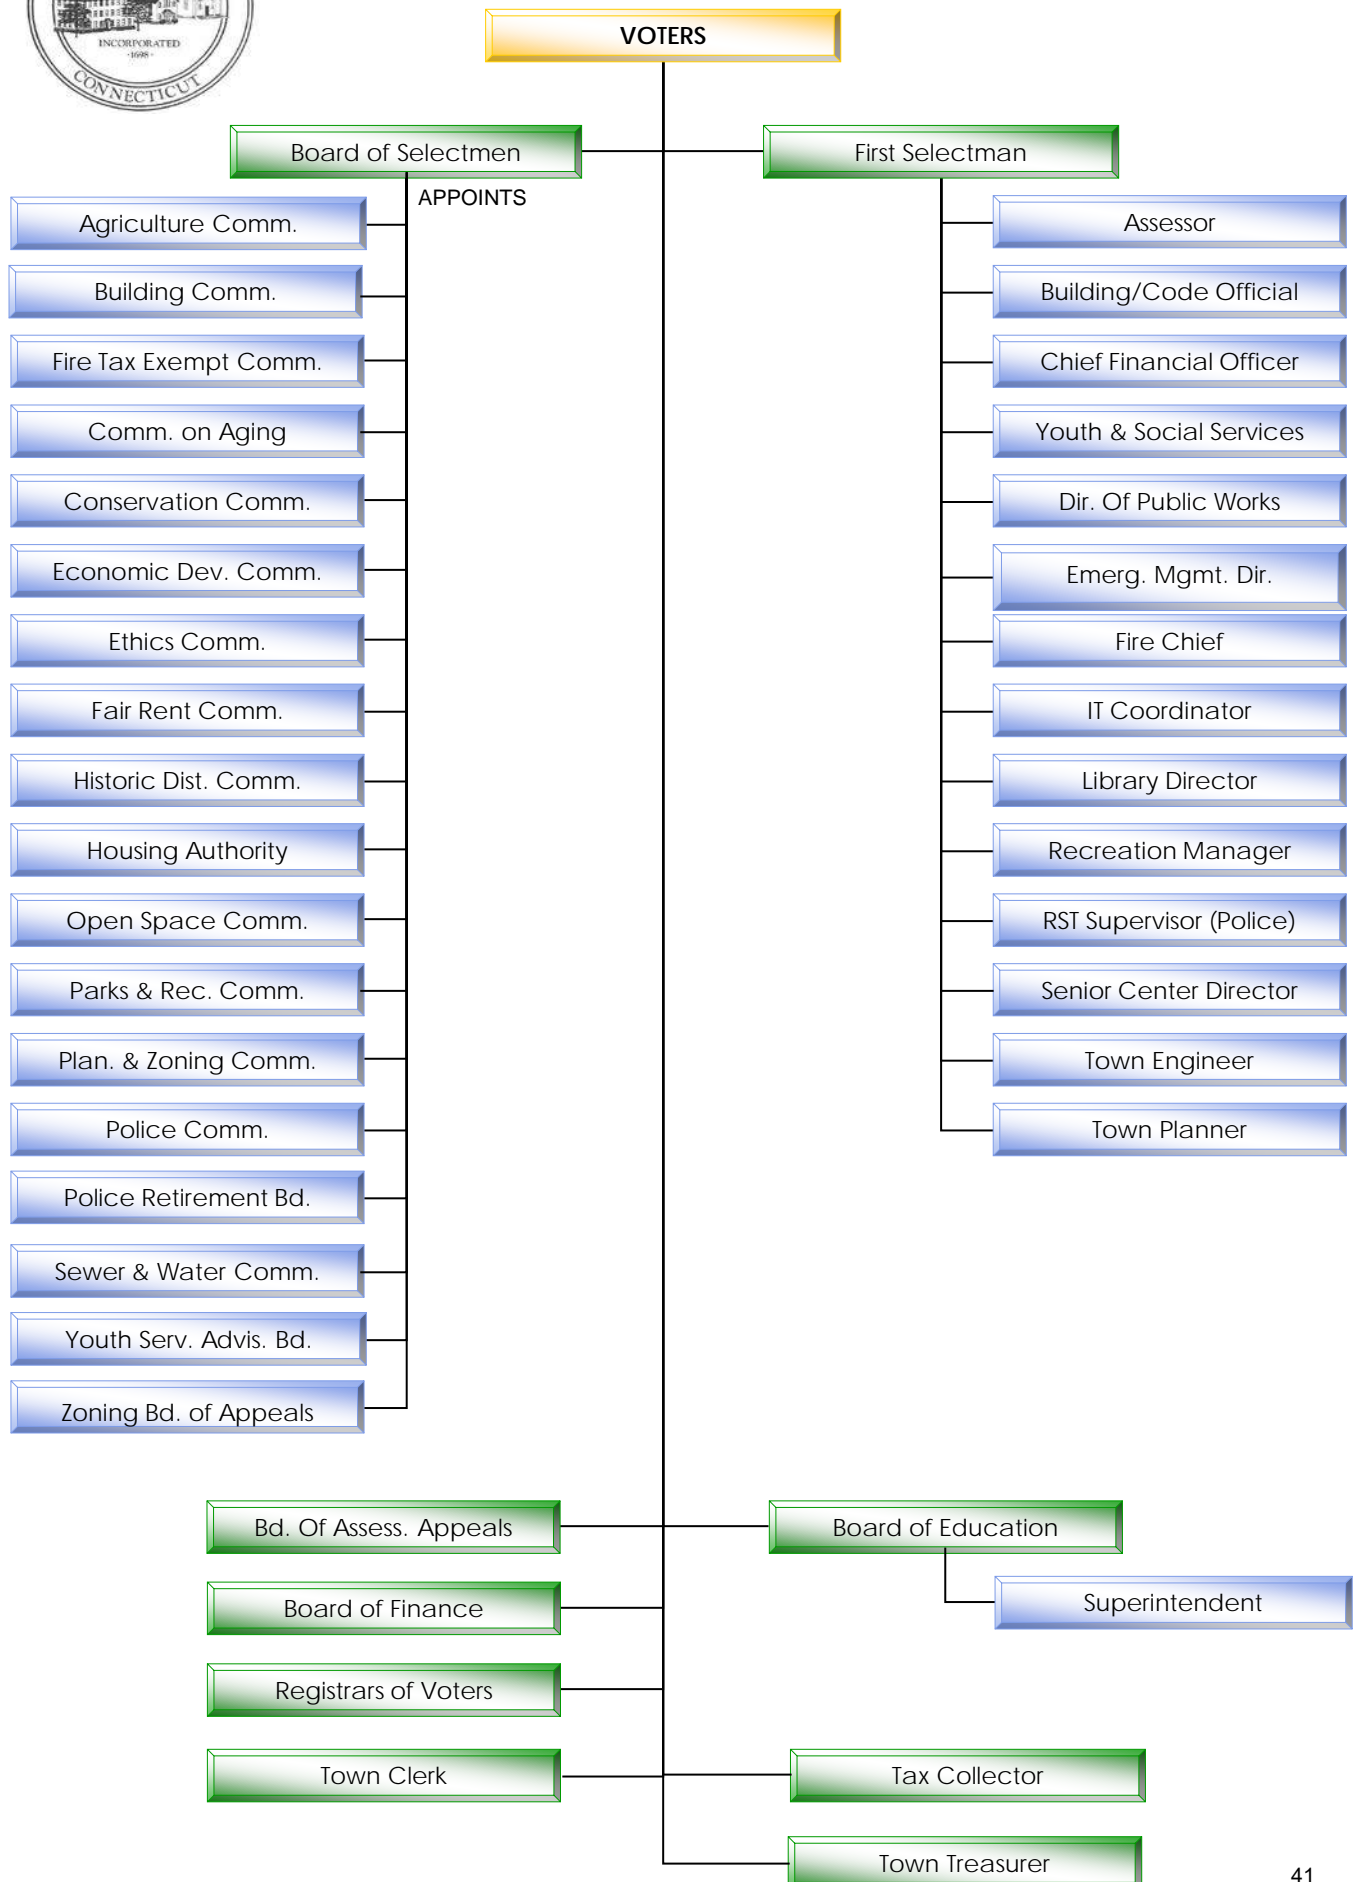 INCORPORATED
·1698·
CONNECTICUT
VOTERS
Board of Selectmen
First Selectman
APPOINTS
Agriculture Comm.
Building Comm.
Fire Tax Exempt Comm.
Comm. on Aging
Conservation Comm.
Economic Dev. Comm.
Ethics Comm.
Fair Rent Comm.
Historic Dist. Comm.
Housing Authority
Open Space Comm.
Parks & Rec. Comm.
Plan. & Zoning Comm.
Police Comm.
Police Retirement Bd.
Sewer & Water Comm.
Youth Serv. Advis. Bd.
Zoning Bd. of Appeals
Assessor
Building/Code Official
Chief Financial Officer
Youth & Social Services
Dir. Of Public Works
Emerg. Mgmt. Dir.
Fire Chief
IT Coordinator
Library Director
Recreation Manager
RST Supervisor (Police)
Senior Center Director
Town Engineer
Town Planner
Bd. Of Assess. Appeals
Board of Education
Superintendent
Board of Finance
Registrars of Voters
Town Clerk
Tax Collector
Town Treasurer
41